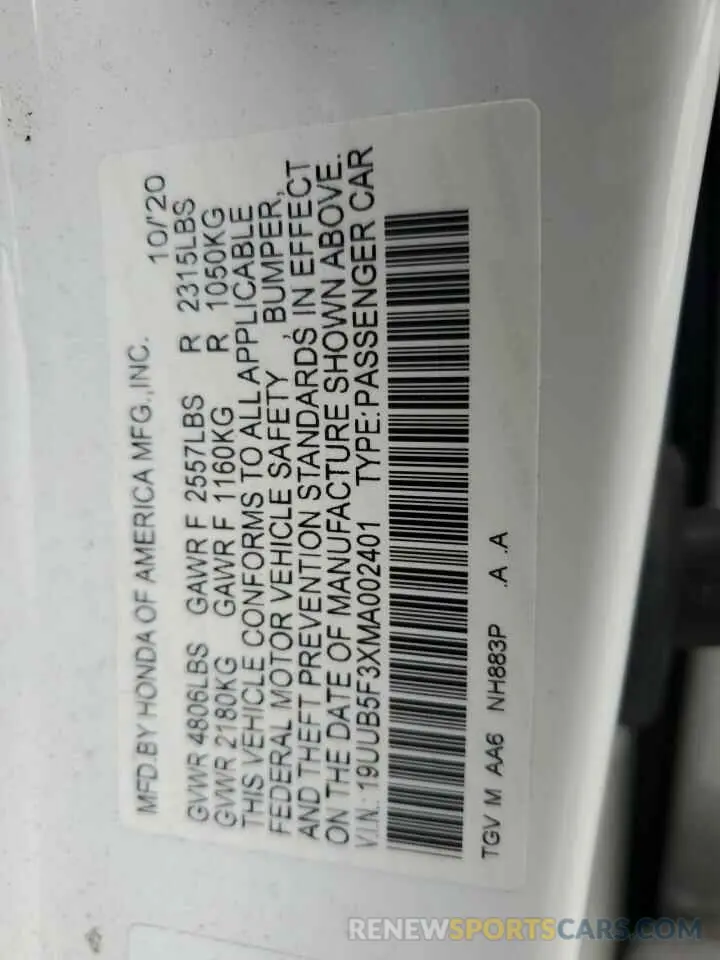 MFD.BY HONDA OF AMERICA MFG.,INC. 10/'20
GVWR 4806LBS GAWR F 2557LBS R 2315LBS
GVWR 2180KG GAWR F 1160KG R 1050KG
THIS VEHICLE CONFORMS TO ALL APPLICABLE
FEDERAL MOTOR VEHICLE SAFETY , BUMPER,
AND THEFT PREVENTION STANDARDS IN EFFECT
ON THE DATE OF MANUFACTURE SHOWN ABOVE.
V.I.N.: 19UUB5F3XMA002401 TYPE:PASSENGER CAR
TGV M AA6 NH883P .A .A
RENEWSPORTSCARS.COM